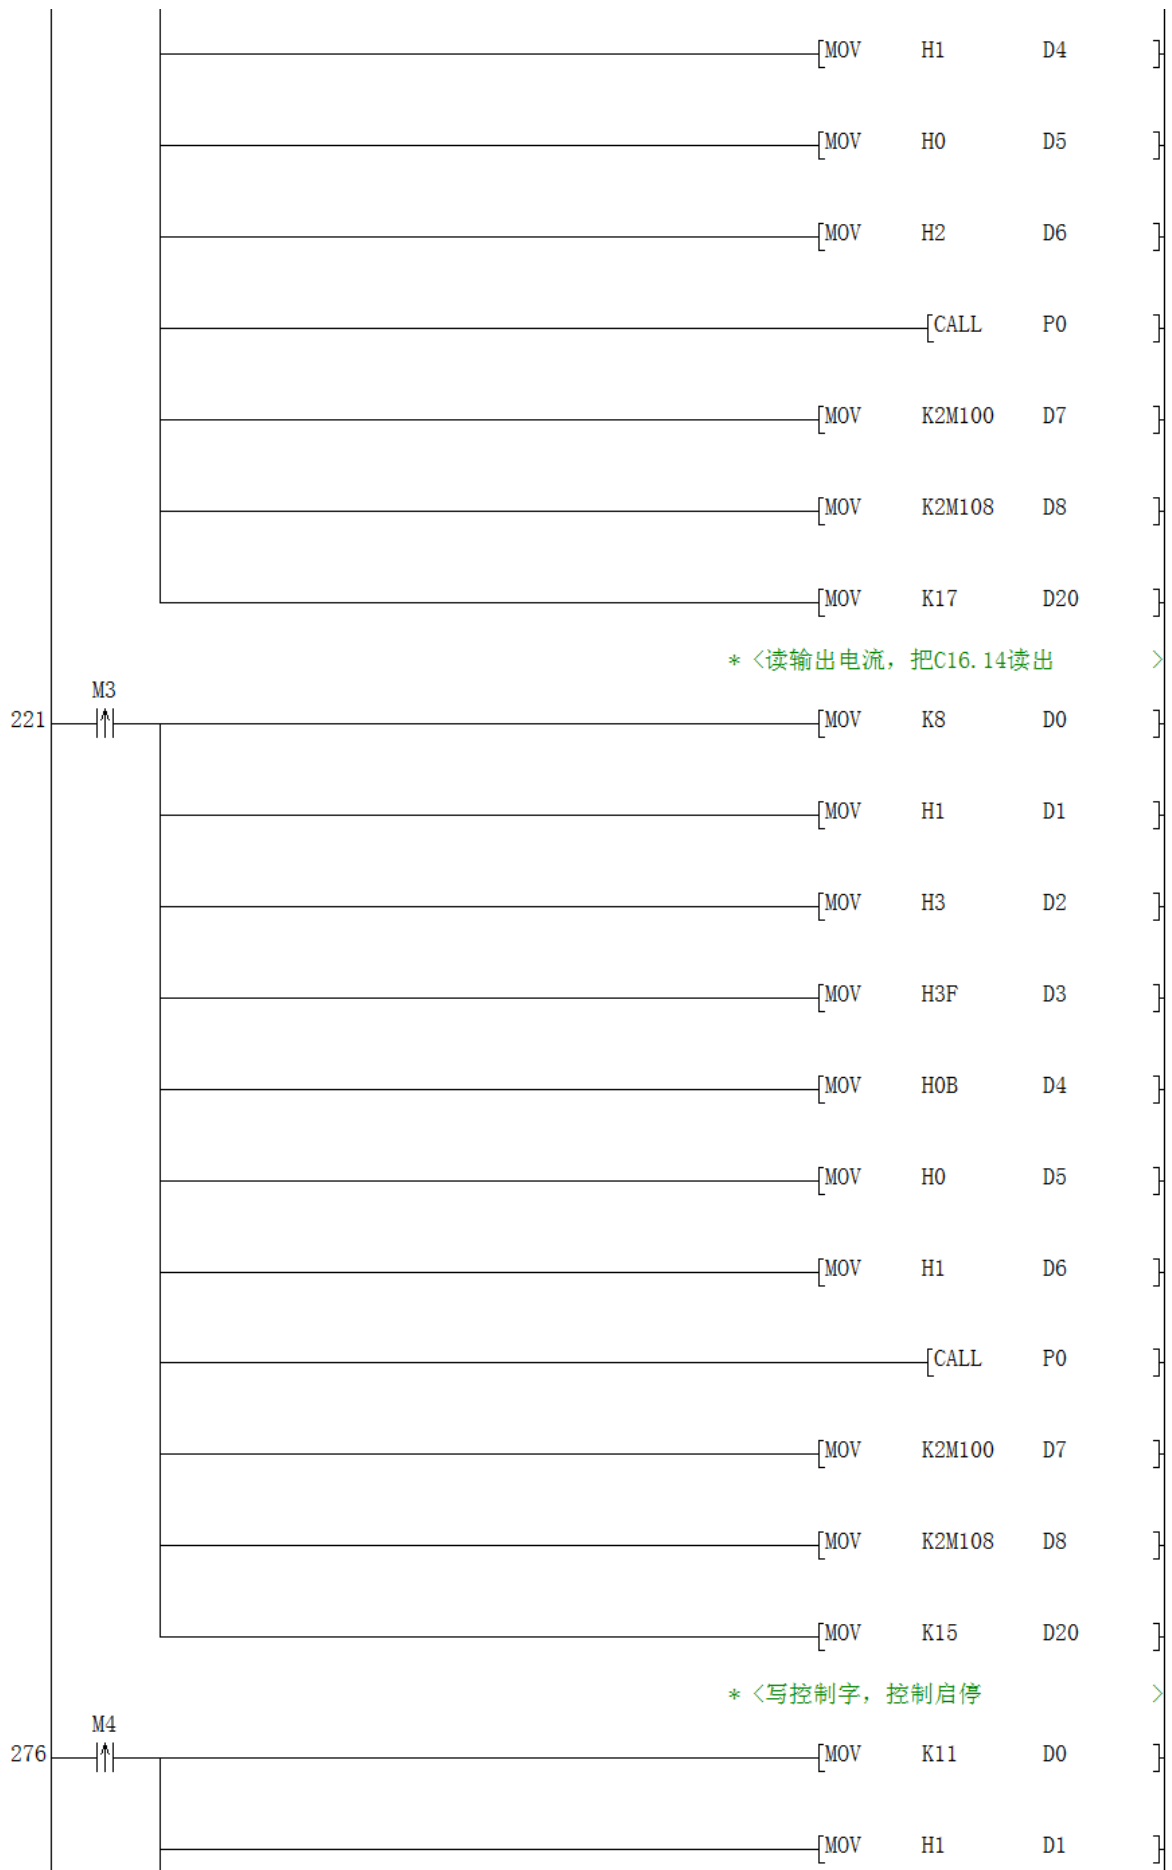 [MOV H1 D4 ]
[MOV H0 D5 ]
[MOV H2 D6 ]
[CALL P0 ]
[MOV K2M100 D7 ]
[MOV K2M108 D8 ]
[MOV K17 D20 ]
* <读输出电流，把C16.14读出 >
M3
221 [MOV K8 D0 ]
[MOV H1 D1 ]
[MOV H3 D2 ]
[MOV H3F D3 ]
[MOV H0B D4 ]
[MOV H0 D5 ]
[MOV H1 D6 ]
[CALL P0 ]
[MOV K2M100 D7 ]
[MOV K2M108 D8 ]
[MOV K15 D20 ]
* <写控制字，控制启停 >
M4
276 [MOV K11 D0 ]
[MOV H1 D1 ]